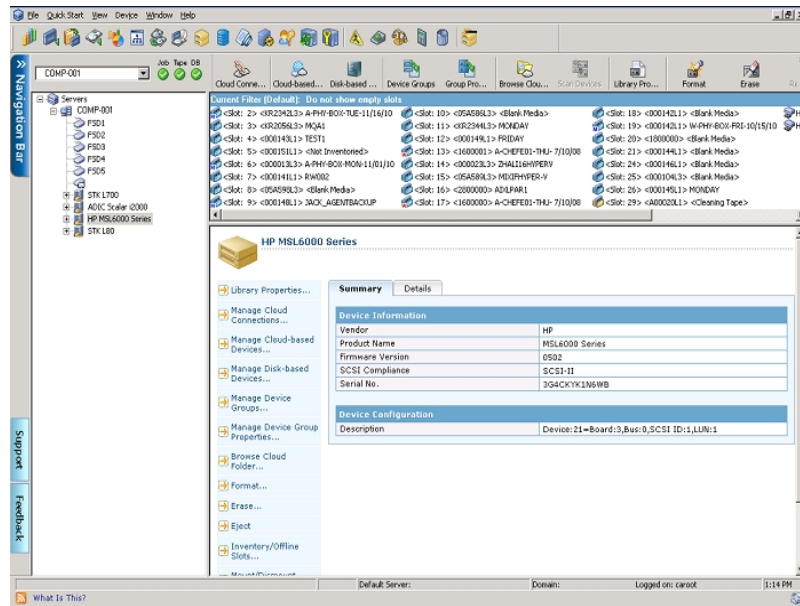 File Quick Start View Device Window Help
COMP-001
Job Tape DB
Cloud Conne... Cloud-based... Disk-based ... Device Groups Group Pro... Browse Clou... Scan Devices Library Pro... Format Erase
Navigation Bar
Servers
COMP-001
FSD1
FSD2
FSD3
FSD4
FSD5
STK L700
ADIC Scalar i2000
HP MSL6000 Series
STK L80
Current Filter (Default): Do not show empty slots
<Slot: 2> <KR2342L3> A-PHY-BOX-TUE-11/16/10
<Slot: 3> <KR2056L3> MQA1
<Slot: 4> <000143L1> TEST1
<Slot: 5> <000151L1> <Not Inventoried>
<Slot: 6> <000013L3> A-PHY-BOX-MON-11/01/10
<Slot: 7> <000141L1> RW002
<Slot: 8> <05A598L3> <Blank Media>
<Slot: 9> <000148L1> JACK_AGENTBACKUP
<Slot: 10> <05A586L3> <Blank Media>
<Slot: 11> <KR2344L3> MONDAY
<Slot: 12> <000149L1> FRIDAY
<Slot: 13> <1600001> A-CHEFE01-THU- 7/10/08
<Slot: 14> <000023L3> ZHALI16HYPERV
<Slot: 15> <05A589L3> MIXIFHYPER-V
<Slot: 16> <2800000> ADLPAR1
<Slot: 17> <1600000> A-CHEFE01-THU- 7/10/08
<Slot: 18> <000142L1> <Blank Media>
<Slot: 19> <000112L1> W-PHY-BOX-FRI-10/15/10
<Slot: 20> <1800000> <Blank Media>
<Slot: 21> <000144L1> <Blank Media>
<Slot: 24> <000146L1> <Blank Media>
<Slot: 25> <000104L3> <Blank Media>
<Slot: 26> <000145L1> MONDAY
<Slot: 29> <A00020L1> <Cleaning Tape>
HP MSL6000 Series
Library Properties...
Manage Cloud
Connections...
Manage Cloud-based
Devices...
Manage Disk-based
Devices...
Manage Device
Groups...
Manage Device Group
Properties...
Browse Cloud
Folder...
Format...
Erase...
Eject
Inventory/Offline
Slots...
Mount/Dismount
Summary Details
Device Information
Vendor HP
Product Name MSL6000 Series
Firmware Version 0502
SCSI Compliance SCSI-II
Serial No. 3G4CKYK1N6WB
Device Configuration
Description Device:21=Board:3,Bus:0,SCSI ID:1,LUN:1
Support
Feedback
Default Server: Domain: Logged on: caroot 1:14 PM
What Is This?